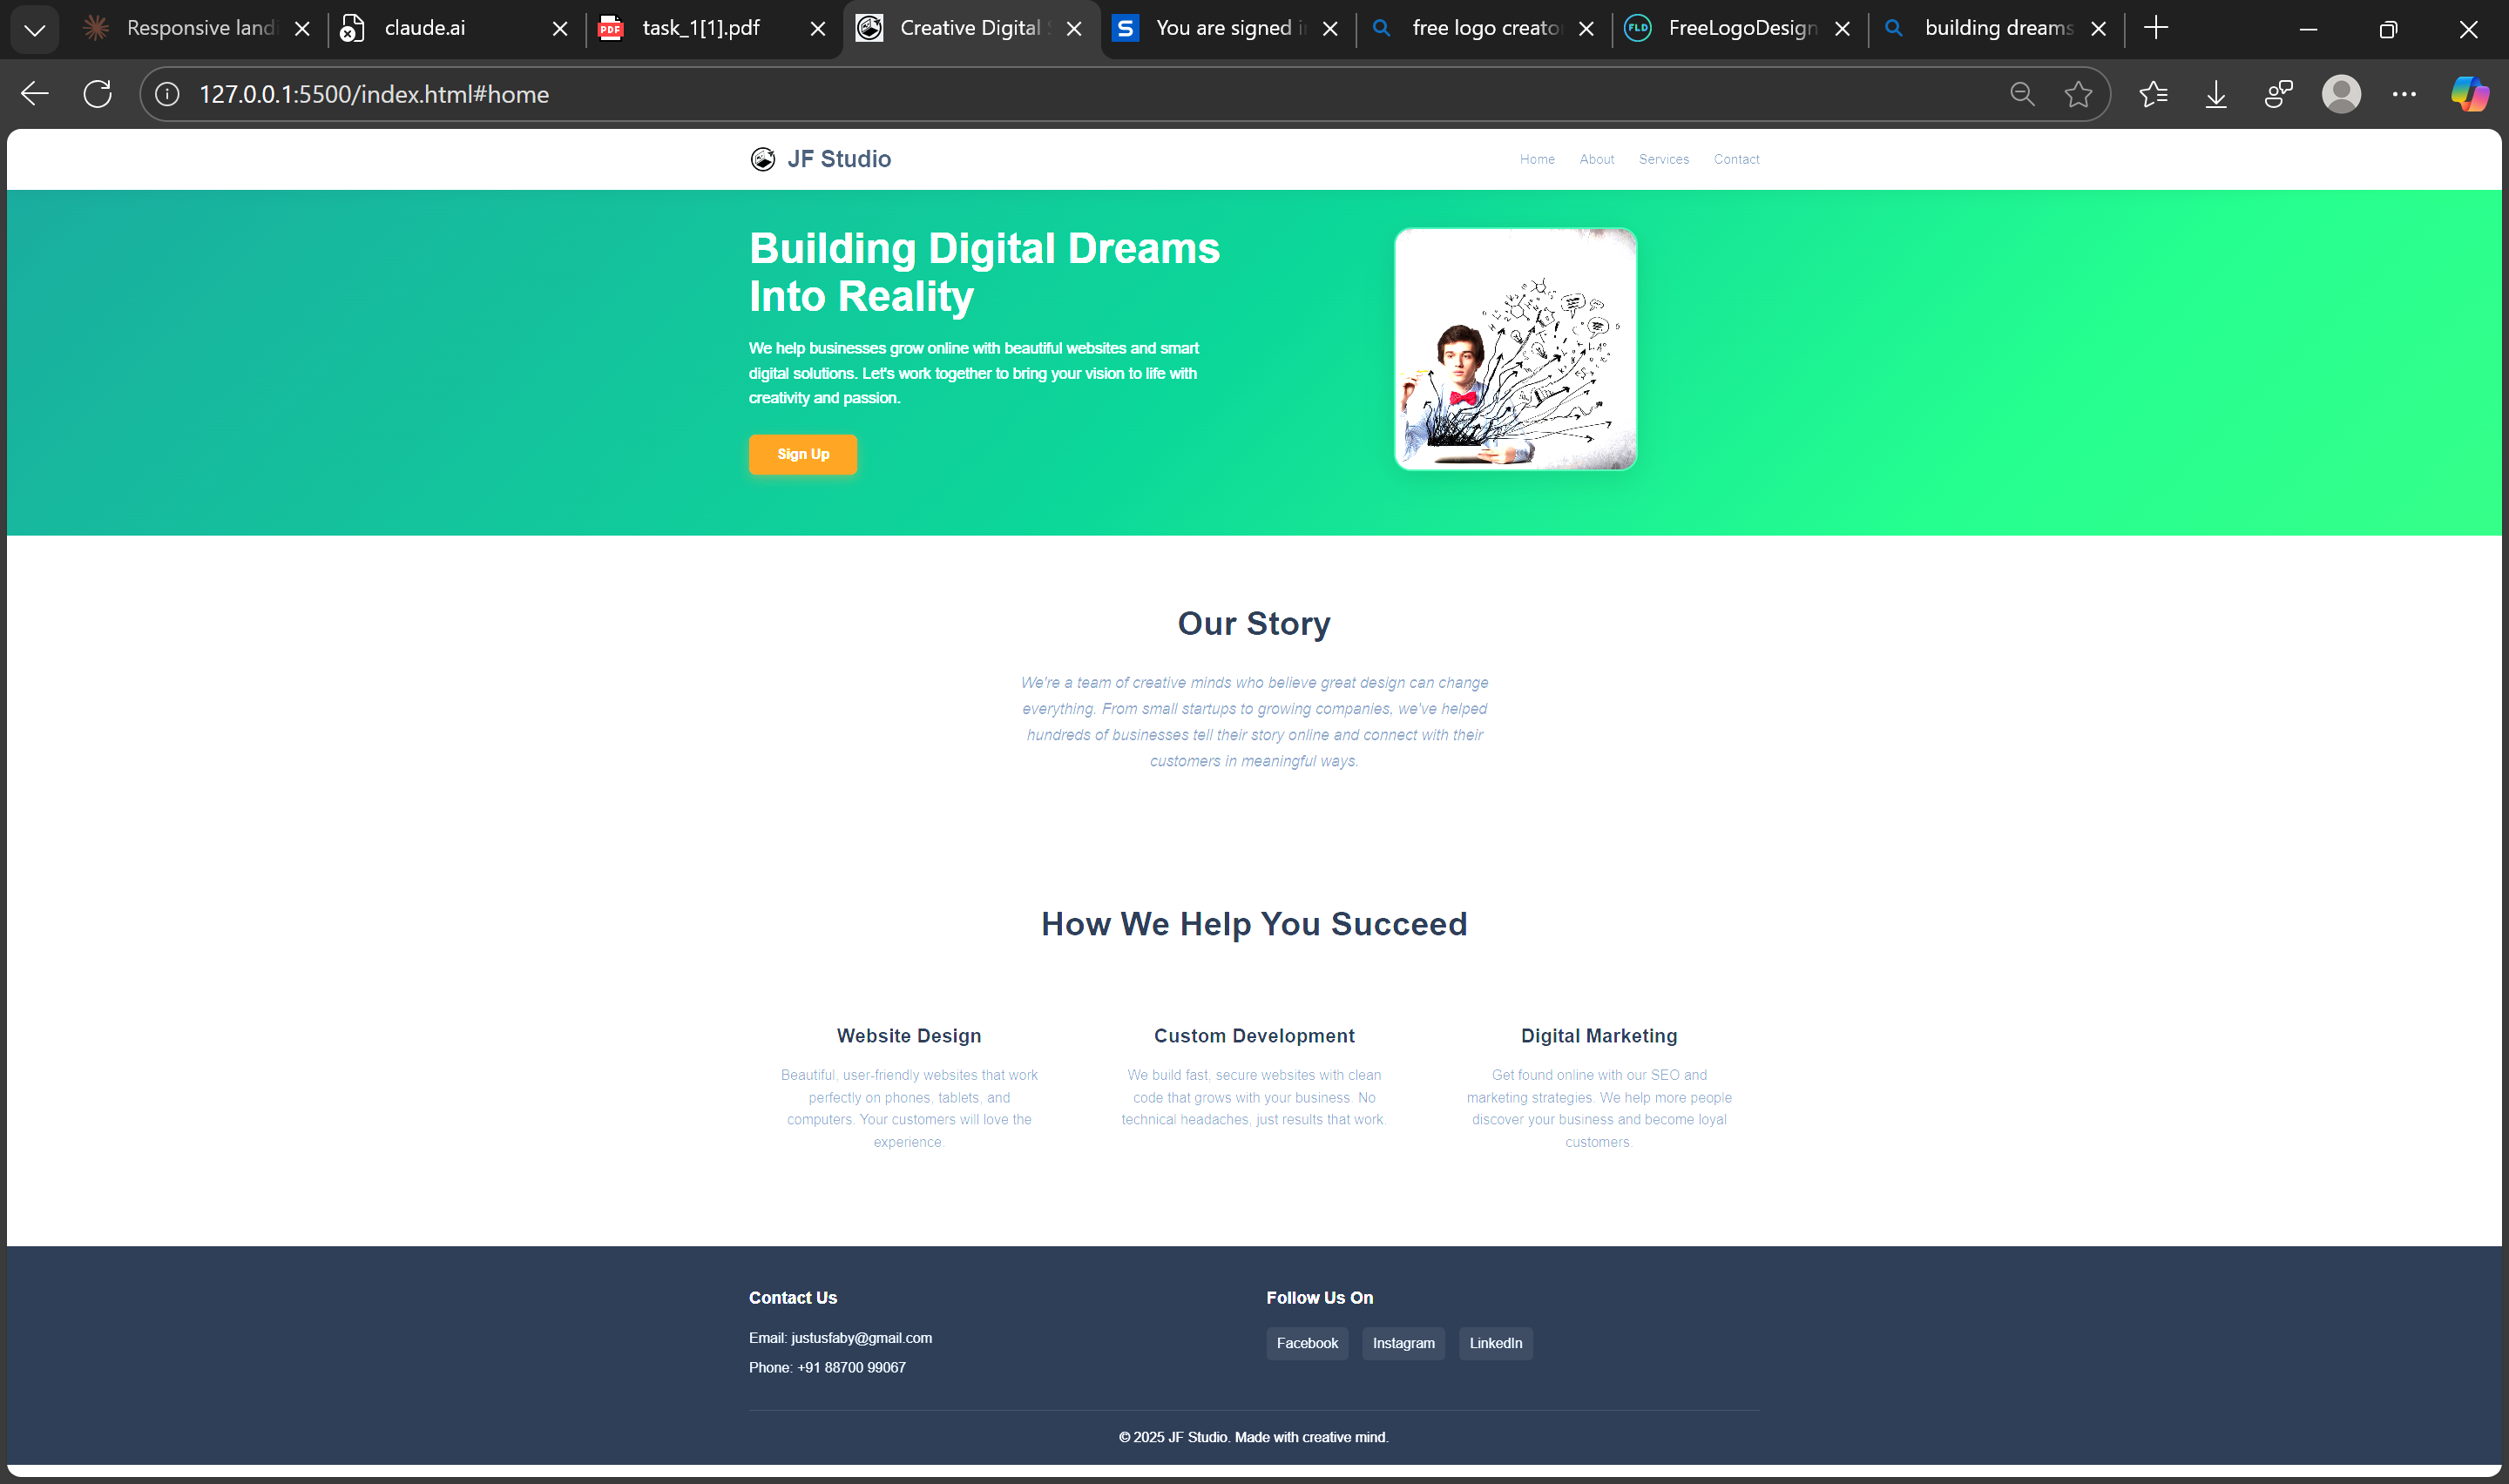 Responsive land
claude.ai
task_1[1].pdf
Creative Digital S
You are signed i
free logo creato
FreeLogoDesign
building dreams
127.0.0.1:5500/index.html#home
JF Studio
Home About Services Contact
Building Digital Dreams
Into Reality
We help businesses grow online with beautiful websites and smart
digital solutions. Let's work together to bring your vision to life with
creativity and passion.
Sign Up
Our Story
We're a team of creative minds who believe great design can change
everything. From small startups to growing companies, we've helped
hundreds of businesses tell their story online and connect with their
customers in meaningful ways.
How We Help You Succeed
Website Design
Beautiful, user-friendly websites that work
perfectly on phones, tablets, and
computers. Your customers will love the
experience.
Custom Development
We build fast, secure websites with clean
code that grows with your business. No
technical headaches, just results that work.
Digital Marketing
Get found online with our SEO and
marketing strategies. We help more people
discover your business and become loyal
customers.
Contact Us
Email: justusfaby@gmail.com
Phone: +91 88700 99067
Follow Us On
Facebook Instagram LinkedIn
© 2025 JF Studio. Made with creative mind.